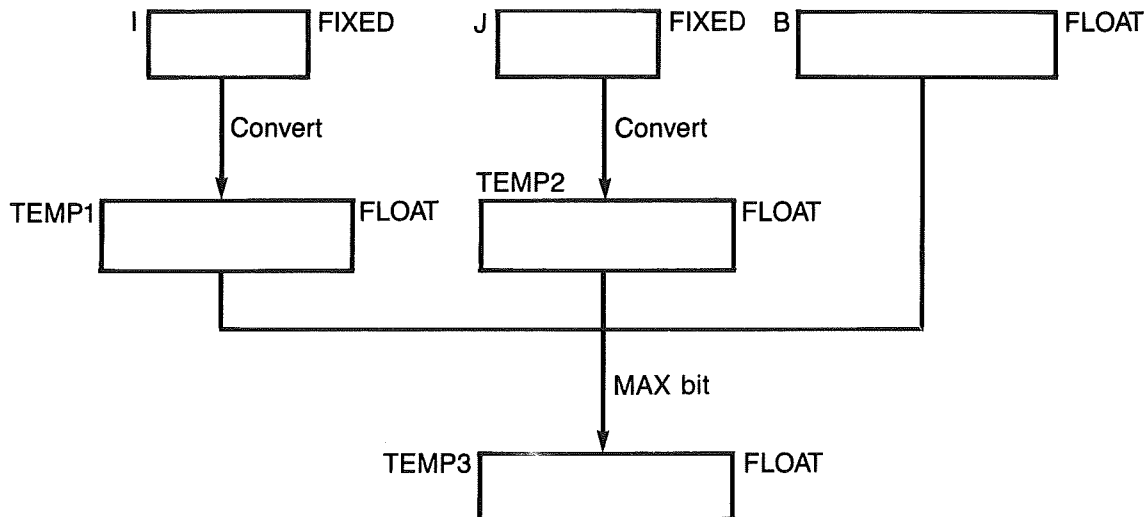 I FIXED J FIXED B FLOAT
Convert Convert
TEMP2
TEMP1 FLOAT FLOAT
MAX bit
TEMP3 FLOAT